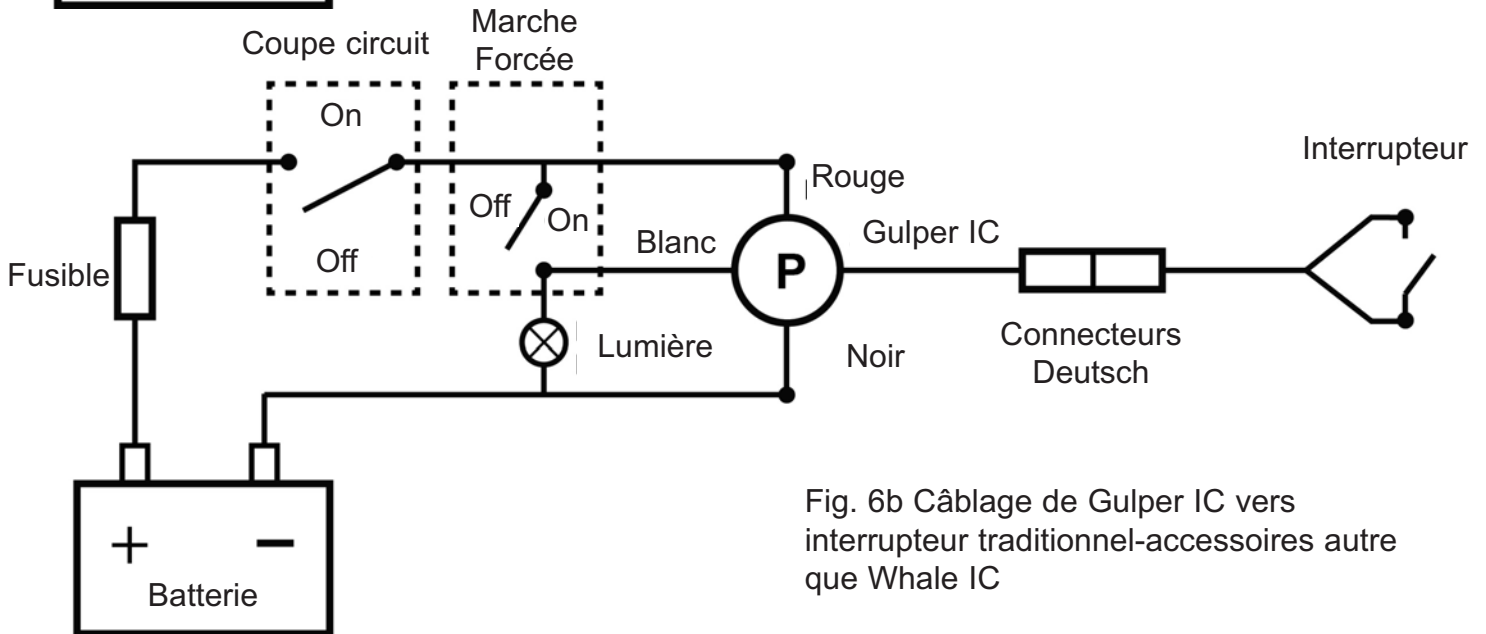 Coupe circuit
Marche
Forcée
On
Off
Off
On
Fusible
Rouge
Blanc
P
Gulper IC
Interrupteur
Lumière
Noir
Connecteurs
Deutsch
+ −
Batterie
Fig. 6b Câblage de Gulper IC vers
interrupteur traditionnel-accessoires autre
que Whale IC